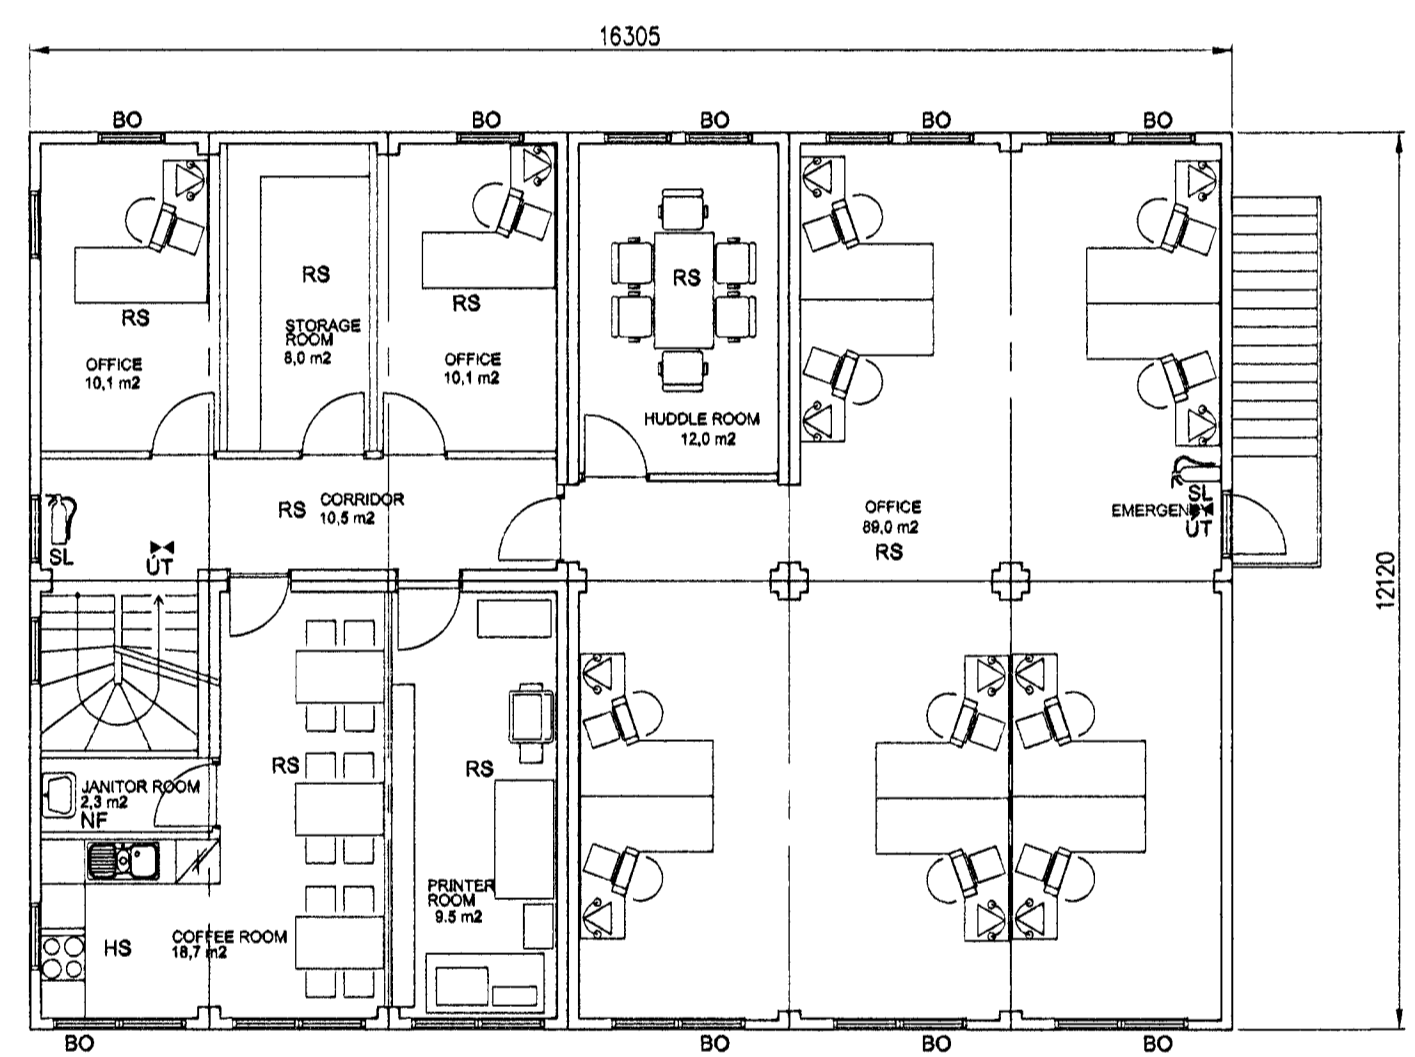 16305
BO
BO
BO
BO
BO
RS
OFFICE
10,1 m2
RS
STORAGE
ROOM
8,0 m2
RS
OFFICE
10,1 m2
RS
HUDDLE ROOM
12,0 m2
RS
CORRIDOR
10,5 m2
OFFICE
89,0 m2
RS
SL
EMERGENCY
ÚT
SL
ÚT
12120
RS
RS
JANITOR ROOM
2,3 m2
NF
PRINTER
ROOM
9.5 m2
HS
COFFEE ROOM
18,7 m2
BO
BO
BO
BO